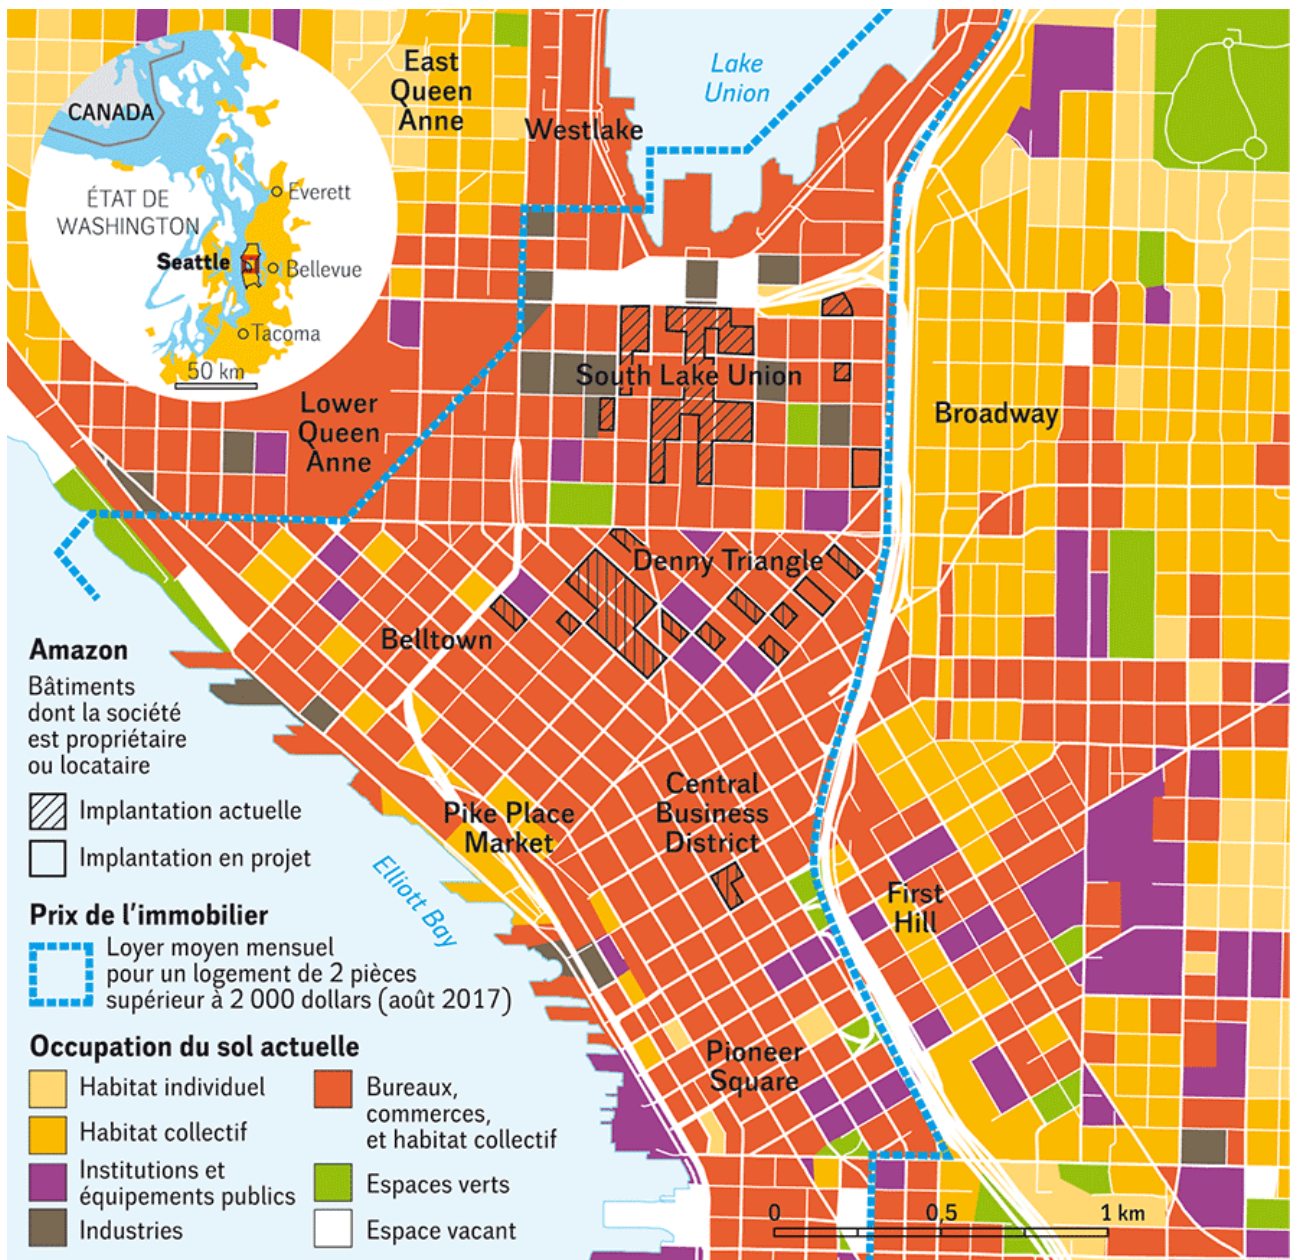 East
Queen
Anne
Westlake
Lake
Union
CANADA
ÉTAT DE
WASHINGTON
Everett
Seattle
Bellevue
Tacoma
50 km
South Lake Union
Lower
Queen
Anne
Broadway
Denny Triangle
Belltown
Central
Business
District
Pike Place
Market
Elliott Bay
First
Hill
Pioneer
Square
Amazon
Bâtiments
dont la société
est propriétaire
ou locataire
Implantation actuelle
Implantation en projet
Prix de l’immobilier
Loyer moyen mensuel
pour un logement de 2 pièces
supérieur à 2 000 dollars (août 2017)
Occupation du sol actuelle
Habitat individuel
Habitat collectif
Institutions et
équipements publics
Industries
Bureaux,
commerces,
et habitat collectif
Espaces verts
Espace vacant
0 0,5 1 km